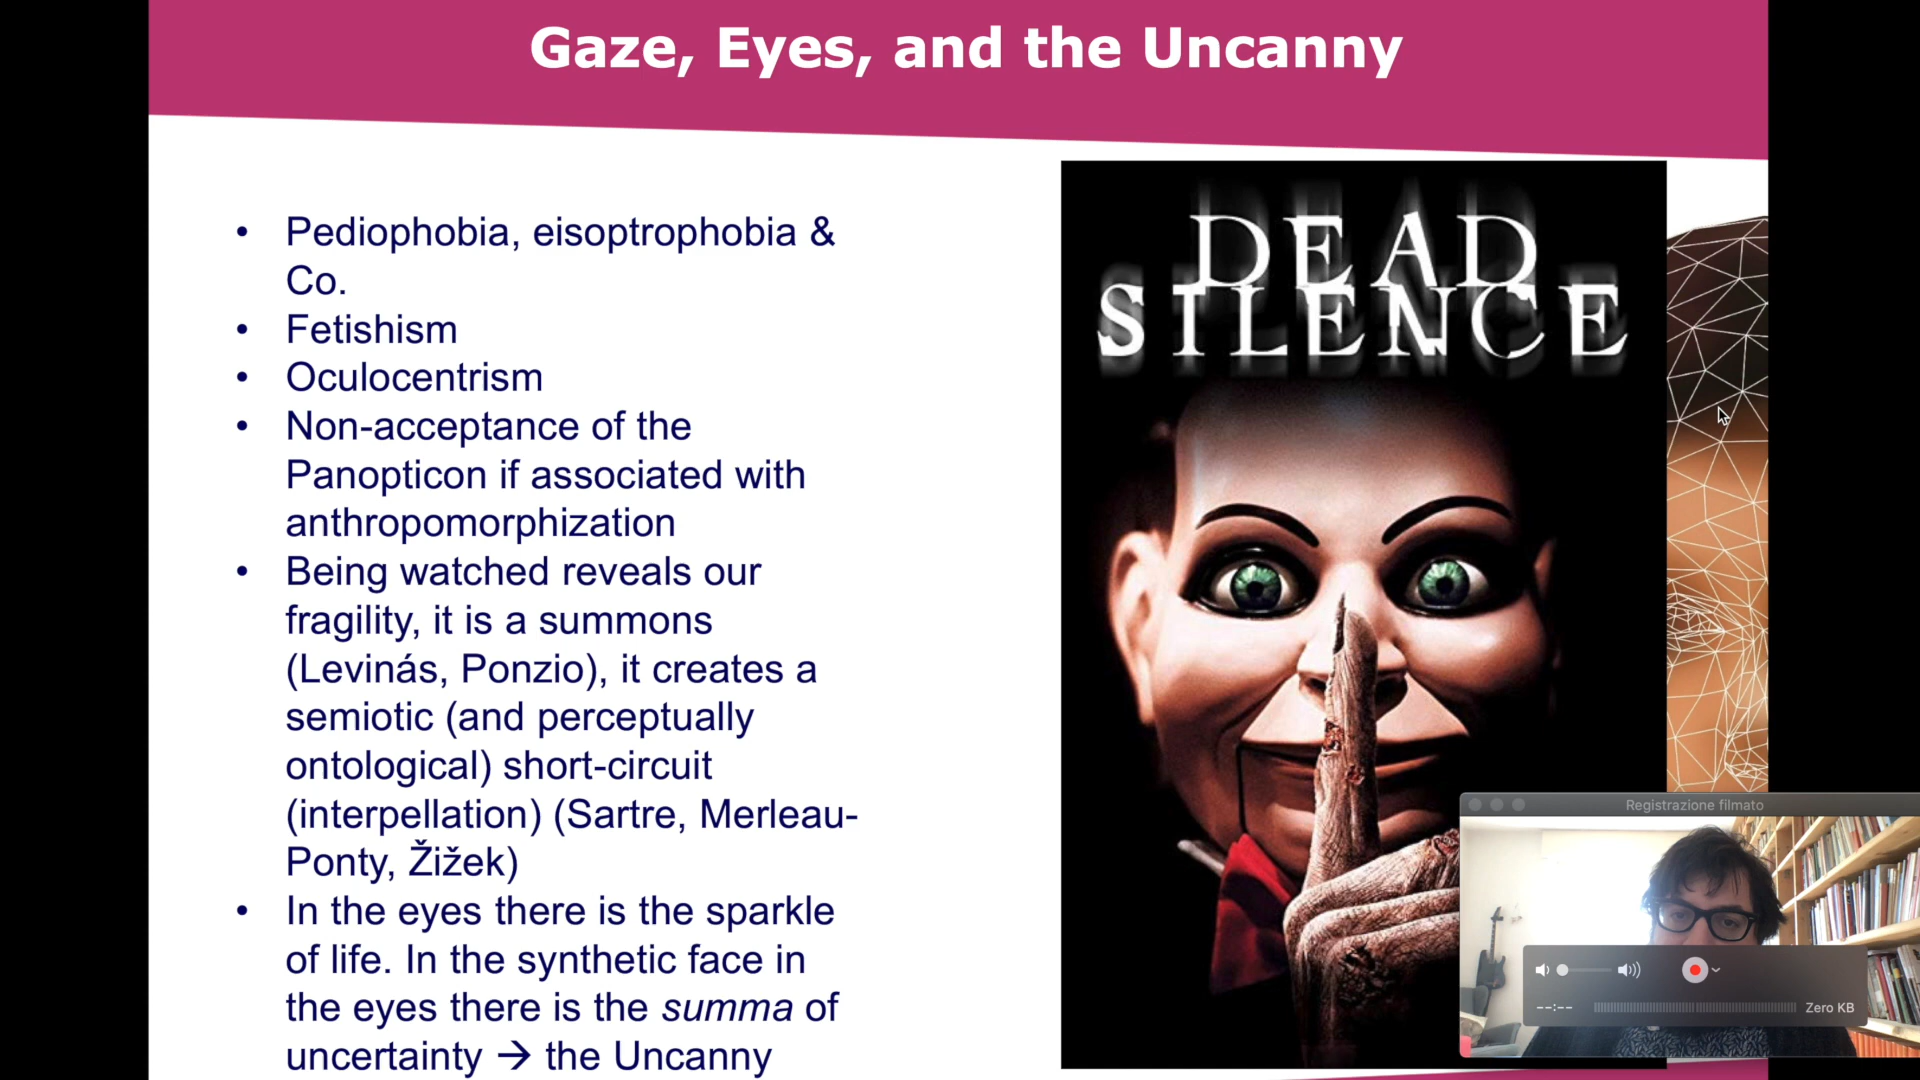 Gaze, Eyes, and the Uncanny
• Pediophobia, eisoptrophobia &
Co.
• Fetishism
• Oculocentrism
• Non-acceptance of the
Panopticon if associated with
anthropomorphization
• Being watched reveals our
fragility, it is a summons
(Levinás, Ponzio), it creates a
semiotic (and perceptually
ontological) short-circuit
(interpellation) (Sartre, Merleau-
Ponty, Žižek)
• In the eyes there is the sparkle
of life. In the synthetic face in
the eyes there is the summa of
uncertainty → the Uncanny
DEAD
SILENCE
Registrazione filmato
--:--
Zero KB